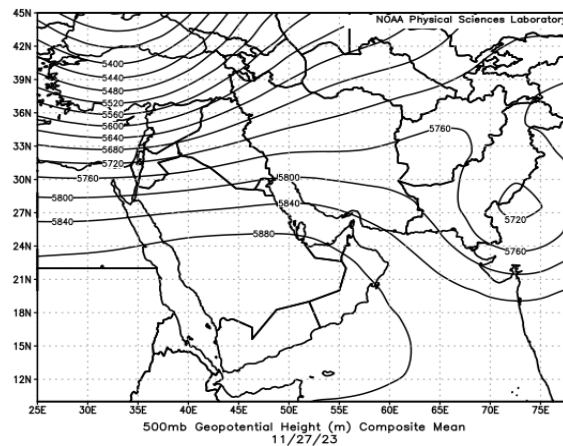 NOAA Physical Sciences Laboratory
45N
42N
39N
36N
33N
30N
27N
24N
21N
18N
15N
12N
5400
5440
5480
5520
5560
5600
5640
5680
5720
5760
5800
5840
5880
5800
5840
5880
5760
5720
5760
25E
30E
35E
40E
45E
50E
55E
60E
65E
70E
75E
500mb Geopotential Height (m) Composite Mean
11/27/23